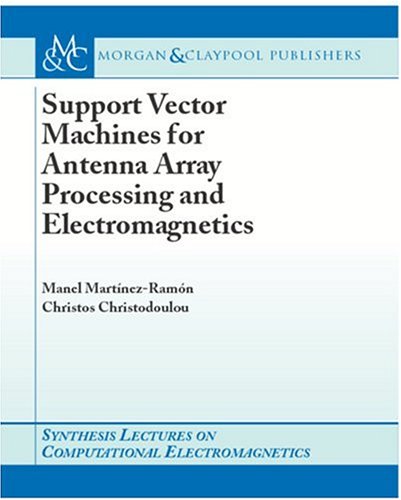 M&C MORGAN & CLAYPOOL PUBLISHERS
Support Vector
Machines for
Antenna Array
Processing and
Electromagnetics
Manel Martínez-Ramón
Christos Christodoulou
SYNTHESIS LECTURES ON
COMPUTATIONAL ELECTROMAGNETICS